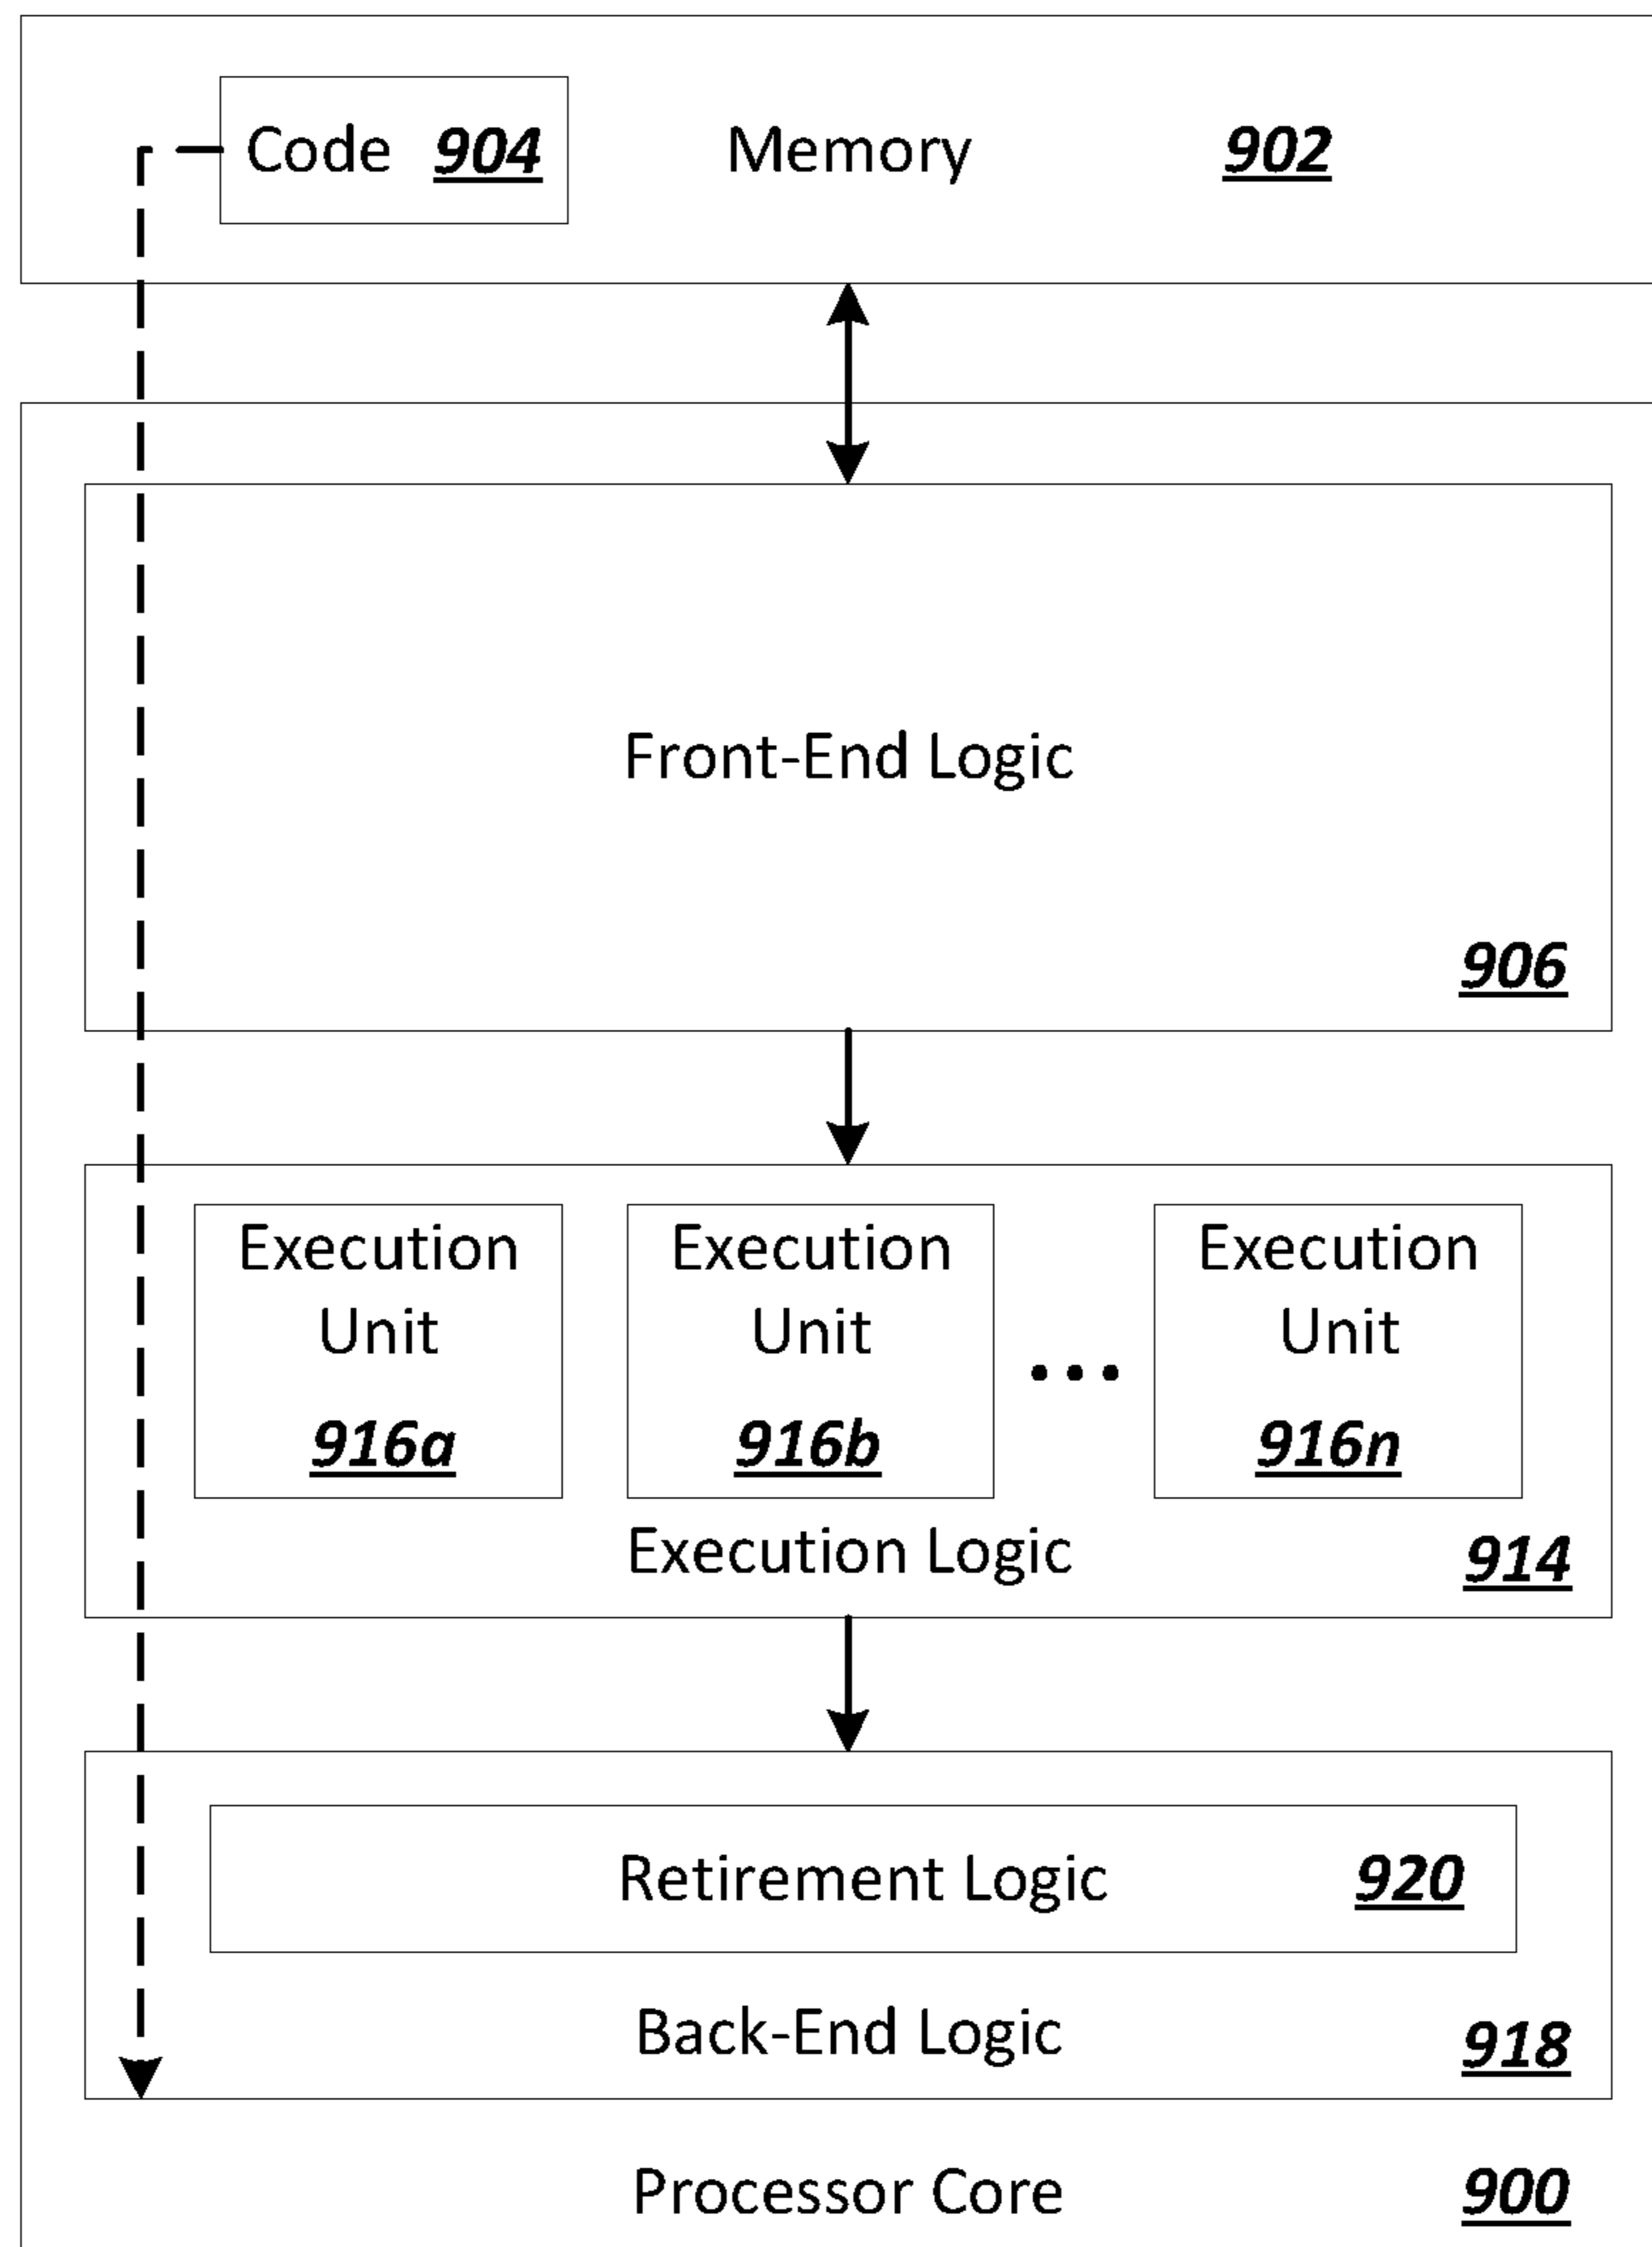 Code 904 Memory 902
Front-End Logic
906
Execution Unit 916a
Execution Unit 916b
...
Execution Unit 916n
Execution Logic 914
Retirement Logic 920
Back-End Logic 918
Processor Core 900